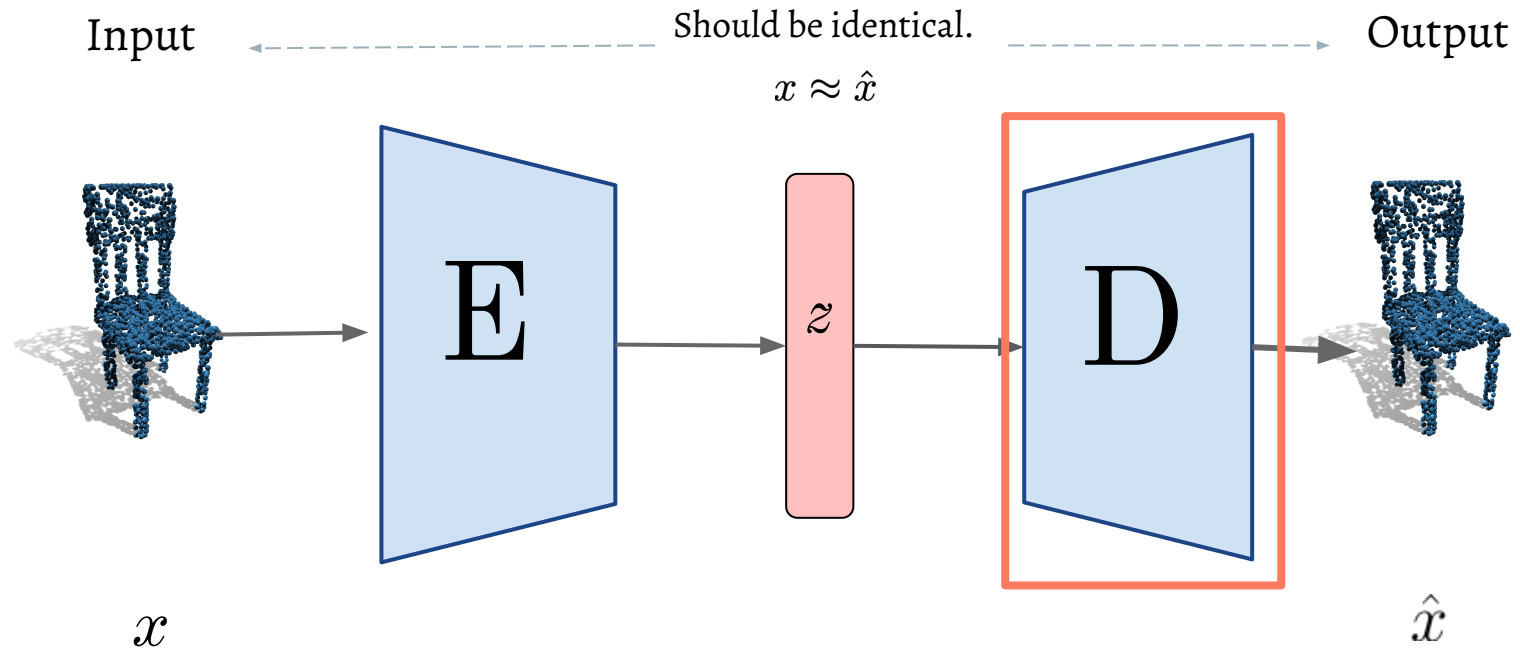 Input
Should be identical.
Output
x ≈ x̂
E
z
D
x
x̂